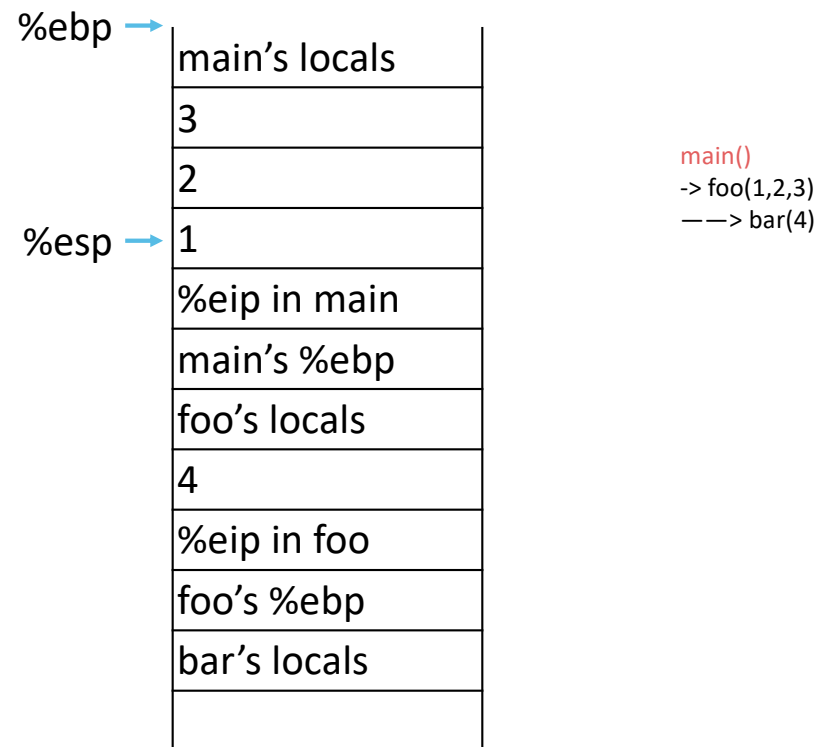 %ebp
main’s locals
3
2
%esp
1
%eip in main
main’s %ebp
foo’s locals
4
%eip in foo
foo’s %ebp
bar’s locals
main()
-> foo(1,2,3)
——> bar(4)